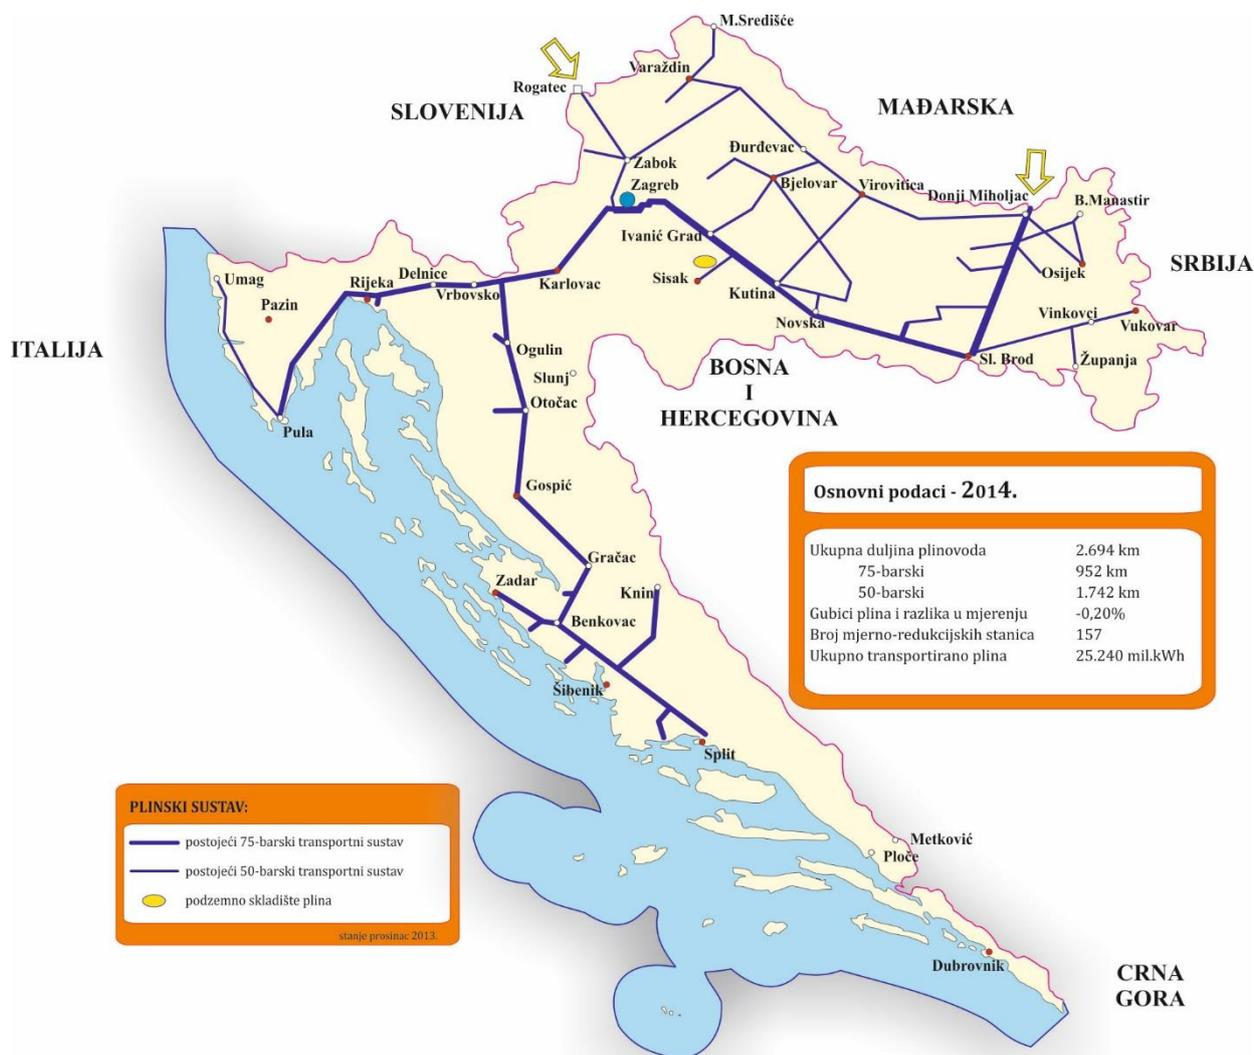 M.Središće
Varaždin
Rogatec
SLOVENIJA
MAĐARSKA
Đurđevac
Zabok
Zagreb
Bjelovar
Virovitica
Donji Miholjac
B.Manastir
Ivanić Grad
Umag
Delnice
Rijeka
Vrbovsko
Karlovac
Sisak
Kutina
Osijek
SRBIJA
Pazin
Novska
Vinkovci
Vukovar
ITALIJA
Ogulin
Slunj
Otočac
BOSNA
I
HERCEGOVINA
Sl. Brod
Županja
Pula
Gospić
Gračac
Zadar
Knin
Benkovac
Šibenik
Split
Osnovni podaci - 2014.
Ukupna duljina plinovoda 2.694 km
75-barski 952 km
50-barski 1.742 km
Gubici plina i razlika u mjerenju -0,20%
Broj mjerno-redukcijskih stanica 157
Ukupno transportirano plina 25.240 mil.kWh
PLINSKI SUSTAV:
postojeći 75-barski transportni sustav
postojeći 50-barski transportni sustav
podzemno skladište plina
stanje prosinac 2013.
Metković
Ploče
Dubrovnik
CRNA
GORA